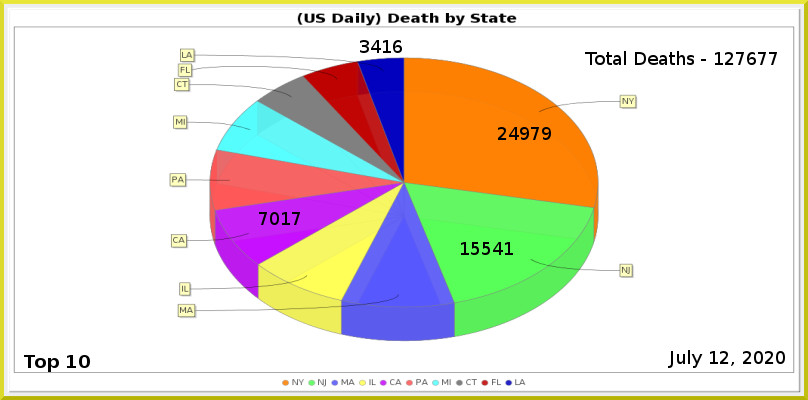 (US Daily) Death by State
3416
Total Deaths - 127677
LA
FL
CT
NY
MI
24979
PA
7017
CA
15541
NJ
IL
MA
Top 10
July 12, 2020
NY NJ MA IL CA PA MI CT FL LA